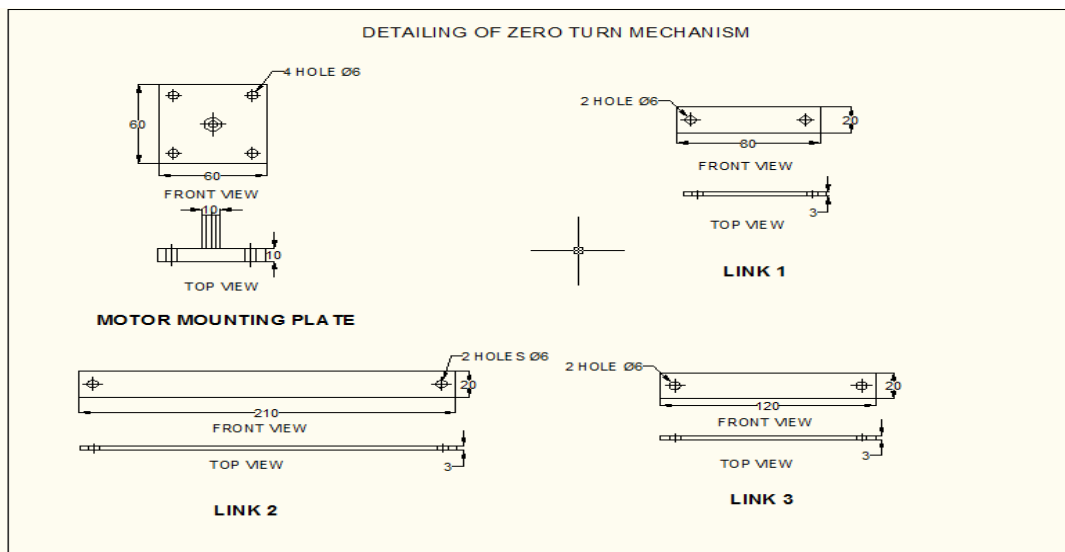 DETAILING OF ZERO TURN MECHANISM
4 HOLE Ø6
60
60
FRONT VIEW
10
10
TOP VIEW
MOTOR MOUNTING PLATE
2 HOLE Ø6
20
80
FRONT VIEW
3
TOP VIEW
LINK 1
2 HOLES Ø6
20
210
FRONT VIEW
TOP VIEW
3
LINK 2
2 HOLE Ø6
20
120
FRONT VIEW
3
TOP VIEW
LINK 3